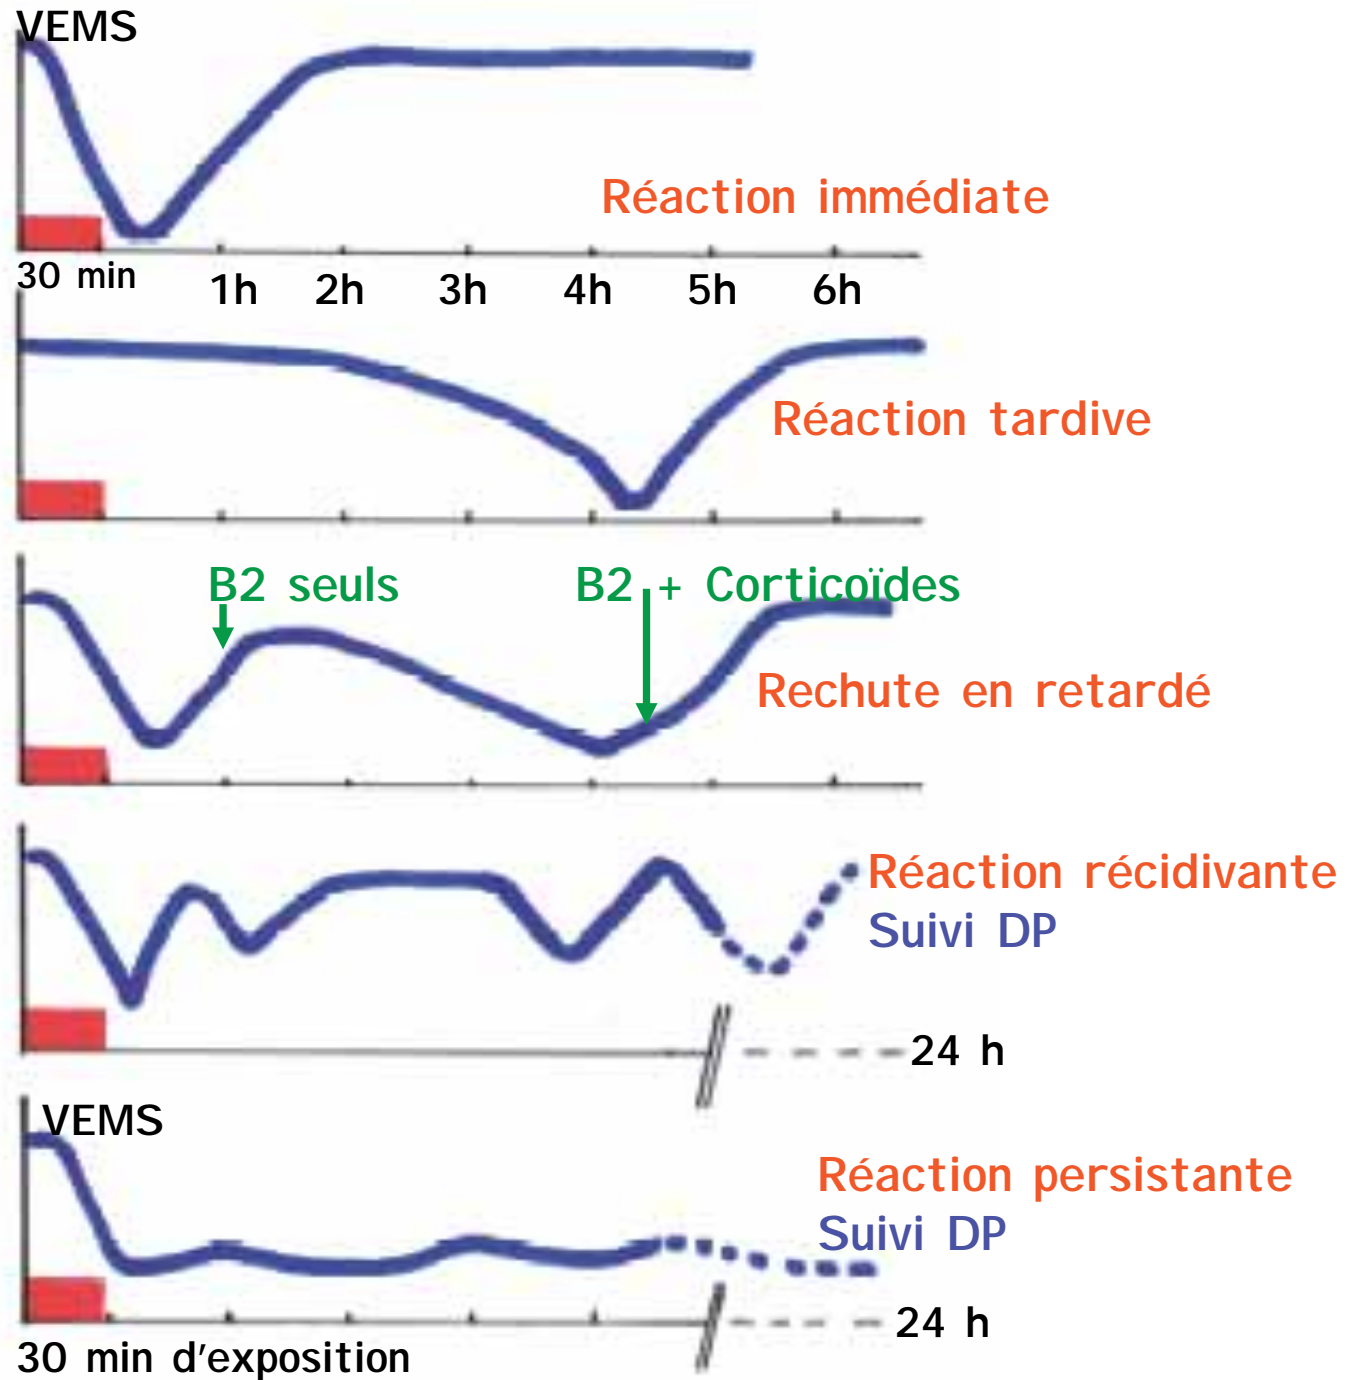 VEMS
Réaction immédiate
30 min 1h 2h 3h 4h 5h 6h
Réaction tardive
B2 seuls B2 + Corticoïdes
Rechute en retardé
Réaction récidivante
Suivi DP
24 h
VEMS
Réaction persistante
Suivi DP
24 h
30 min d'exposition